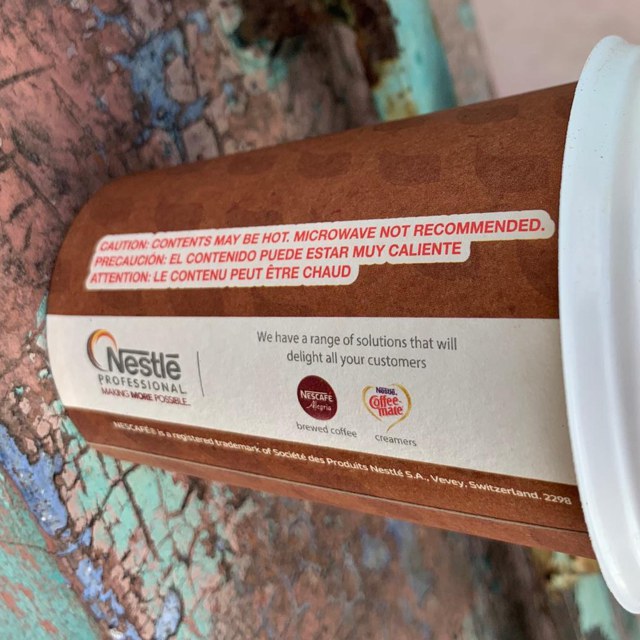 CAUTION: CONTENTS MAY BE HOT. MICROWAVE NOT RECOMMENDED.
PRECAUCIÓN: EL CONTENIDO PUEDE ESTAR MUY CALIENTE
ATTENTION: LE CONTENU PEUT ÊTRE CHAUD
Nestlé
PROFESSIONAL
MAKING MORE POSSIBLE
We have a range of solutions that will
delight all your customers
NESCAFÉ
Alegria
brewed coffee
Nestlé
Coffee-
mate
creamers
NESCAFÉ® is a registered trademark of Société des Produits Nestlé S.A., Vevey, Switzerland. 2298